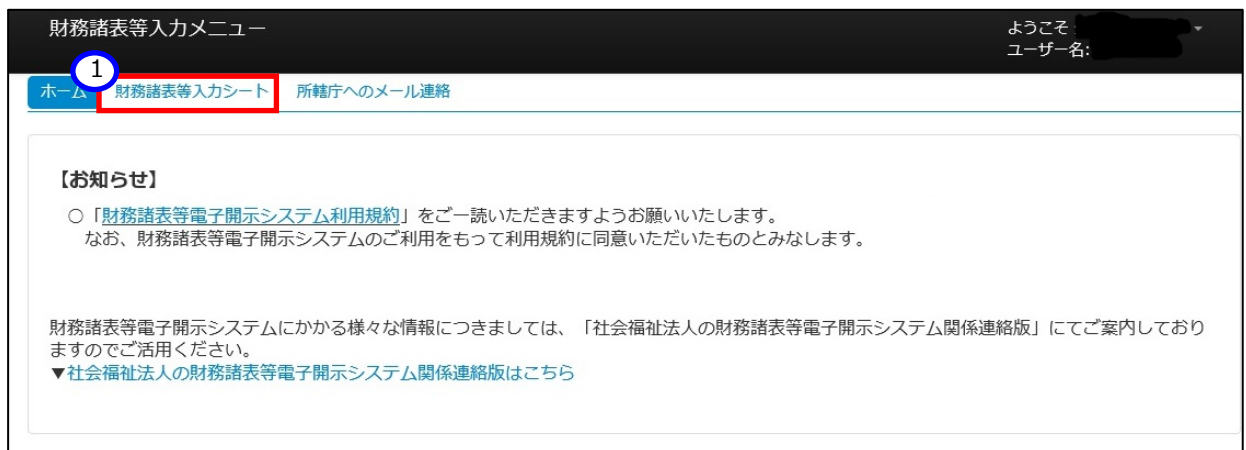 財務諸表等入力メニュー
ようこそ
ユーザー名:
1
ホーム 財務諸表等入力シート 所轄庁へのメール連絡
【お知らせ】
○「財務諸表等電子開示システム利用規約」をご一読いただきますようお願いいたします。
なお、財務諸表等電子開示システムのご利用をもって利用規約に同意いただいたものとみなします。
財務諸表等電子開示システムにかかる様々な情報につきましては、「社会福祉法人の財務諸表等電子開示システム関係連絡版」にてご案内しており
ますのでご活用ください。
▼社会福祉法人の財務諸表等電子開示システム関係連絡版はこちら